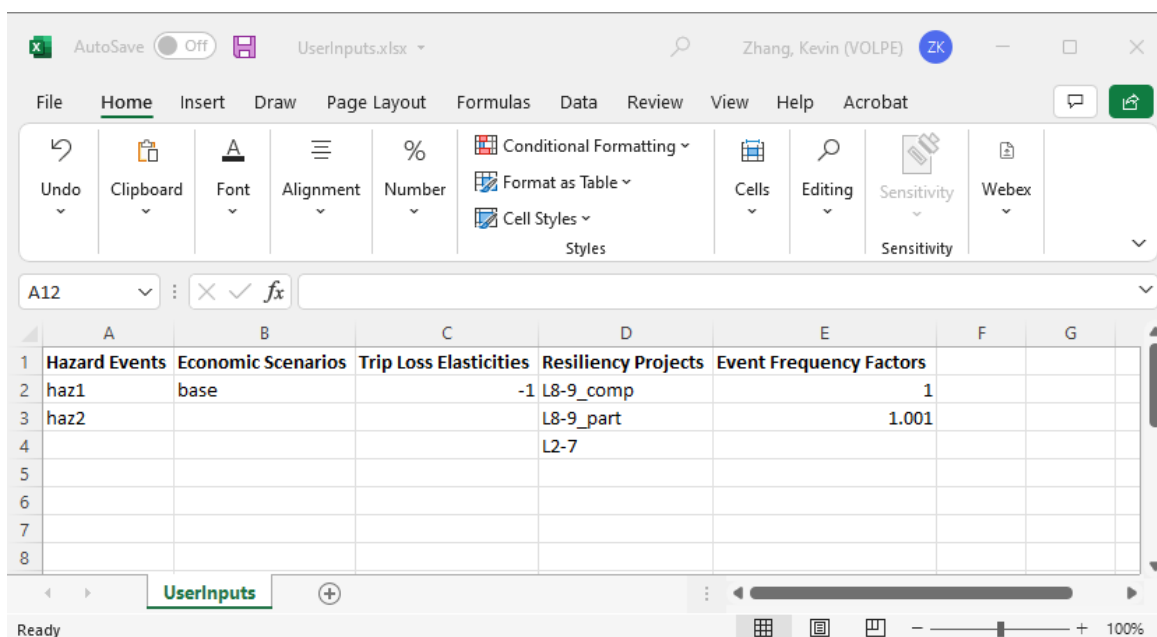 AutoSave Off UserInputs.xlsx Zhang, Kevin (VOLPE) ZK
File Home Insert Draw Page Layout Formulas Data Review View Help Acrobat
Undo Clipboard Font Alignment Number Conditional Formatting Format as Table Cell Styles Styles Cells Editing Sensitivity Sensitivity Webex
A12 fx
A B C D E F G
1 Hazard Events Economic Scenarios Trip Loss Elasticities Resiliency Projects Event Frequency Factors
2 haz1 base -1 L8-9_comp 1
3 haz2 L8-9_part 1.001
4 L2-7
5
6
7
8
UserInputs
Ready 100%